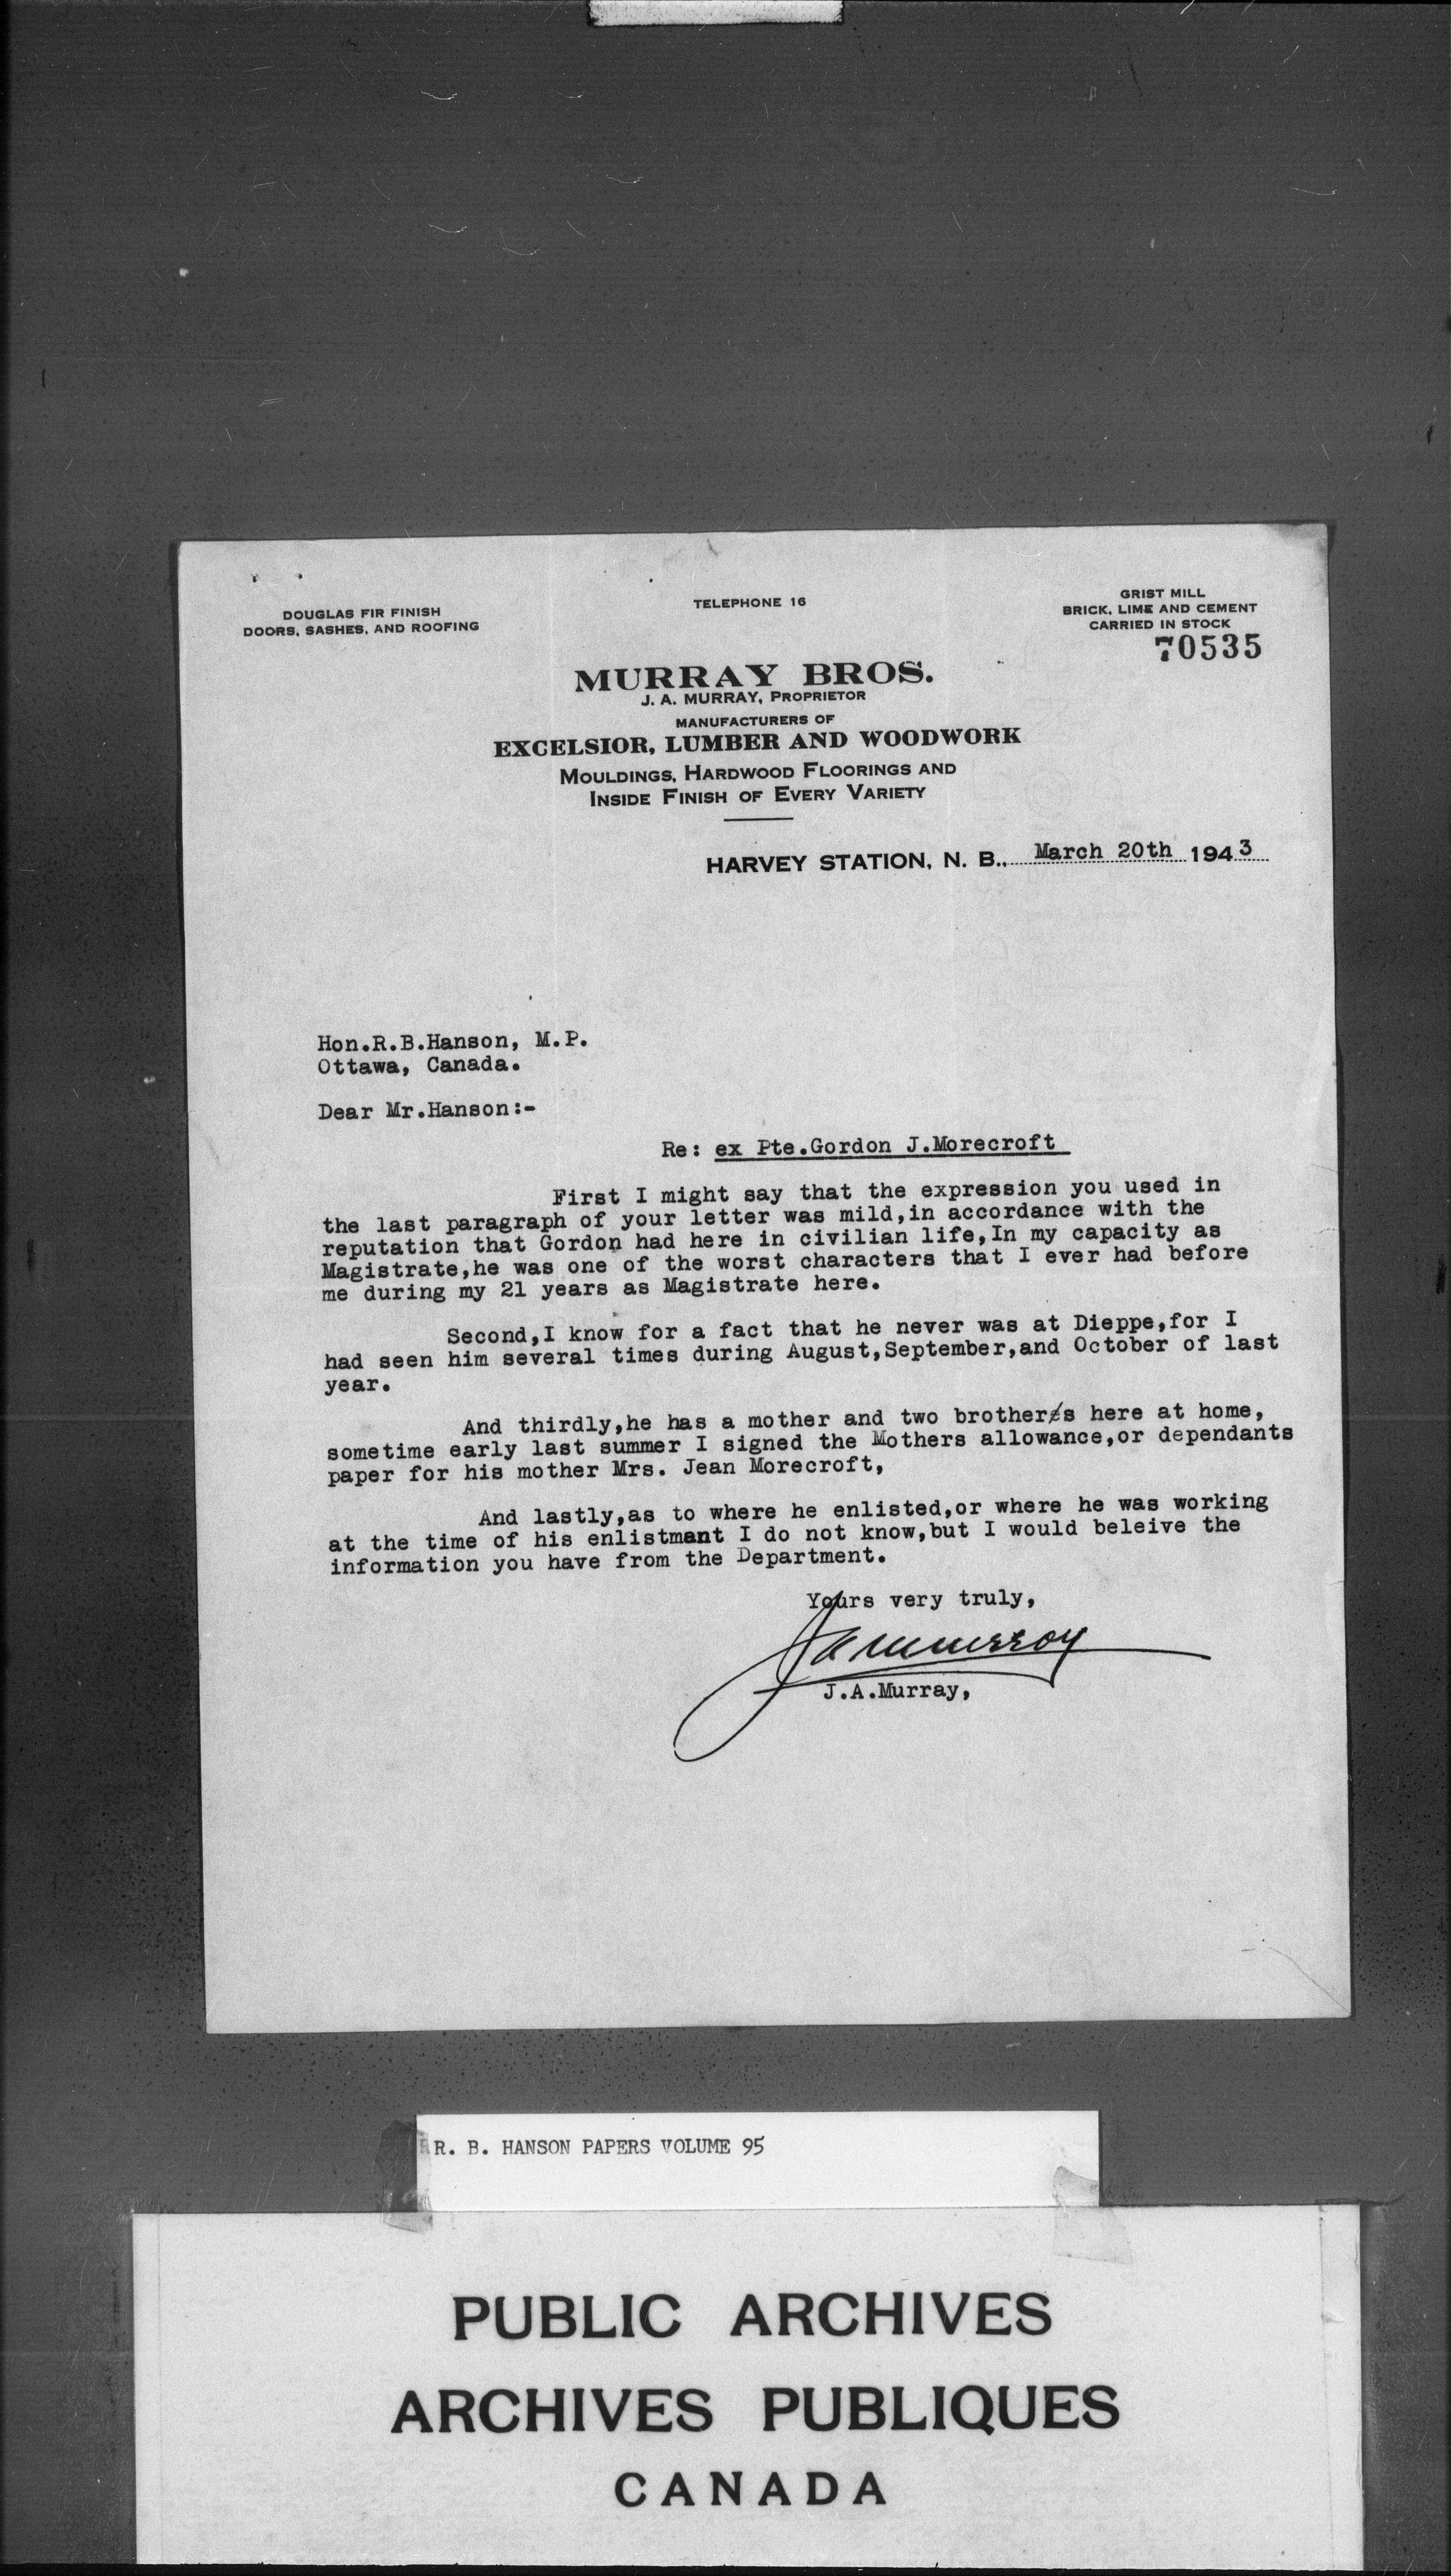 DOUGLAS FIR FINISH
DOORS, SASHES, AND ROOFING
TELEPHONE 16
GRIST MILL
BRICK, LIME AND CEMENT
CARRIED IN STOCK
70535
MURRAY BROS.
J. A. MURRAY, PROPRIETOR
MANUFACTURERS OF
EXCELSIOR, LUMBER AND WOODWORK
MOULDINGS, HARDWOOD FLOORINGS AND
INSIDE FINISH OF EVERY VARIETY
HARVEY STATION, N. B., March 20th 1943
Hon.R.B.Hanson, M.P.
Ottawa, Canada.
Dear Mr.Hanson:-
Re: ex Pte.Gordon J.Morecroft
First I might say that the expression you used in
the last paragraph of your letter was mild,in accordance with the
reputation that Gordon had here in civilian life,In my capacity as
Magistrate,he was one of the worst characters that I ever had before
me during my 21 years as Magistrate here.
Second,I know for a fact that he never was at Dieppe,for I
had seen him several times during August,September,and October of last
year.
And thirdly,he has a mother and two brothers here at home,
sometime early last summer I signed the Mothers allowance,or dependants
paper for his mother Mrs. Jean Morecroft,
And lastly,as to where he enlisted,or where he was working
at the time of his enlistmant I do not know,but I would beleive the
information you have from the Department.
Yours very truly,
J A Murray
J.A.Murray,
R. B. HANSON PAPERS VOLUME 95
PUBLIC ARCHIVES
ARCHIVES PUBLIQUES
CANADA